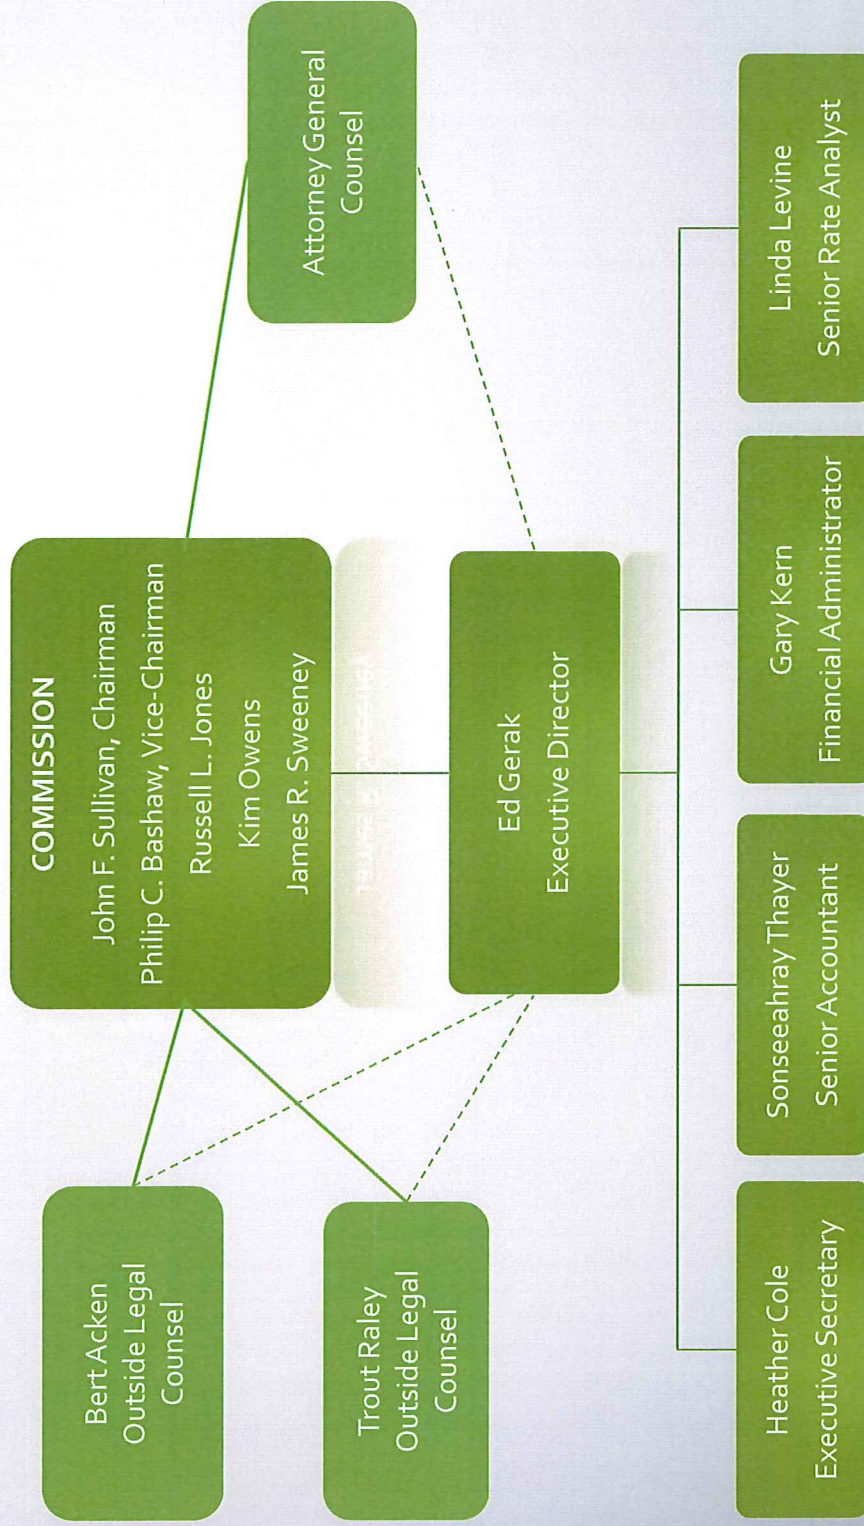 COMMISSION
John F. Sullivan, Chairman
Philip C. Bashaw, Vice-Chairman
Russell L. Jones
Kim Owens
James R. Sweeney
Bert Acken
Outside Legal
Counsel
Trout Raley
Outside Legal
Counsel
Attorney General
Counsel
Ed Gerak
Executive Director
Heather Cole
Executive Secretary
Sonseeahray Thayer
Senior Accountant
Gary Kern
Financial Administrator
Linda Levine
Senior Rate Analyst